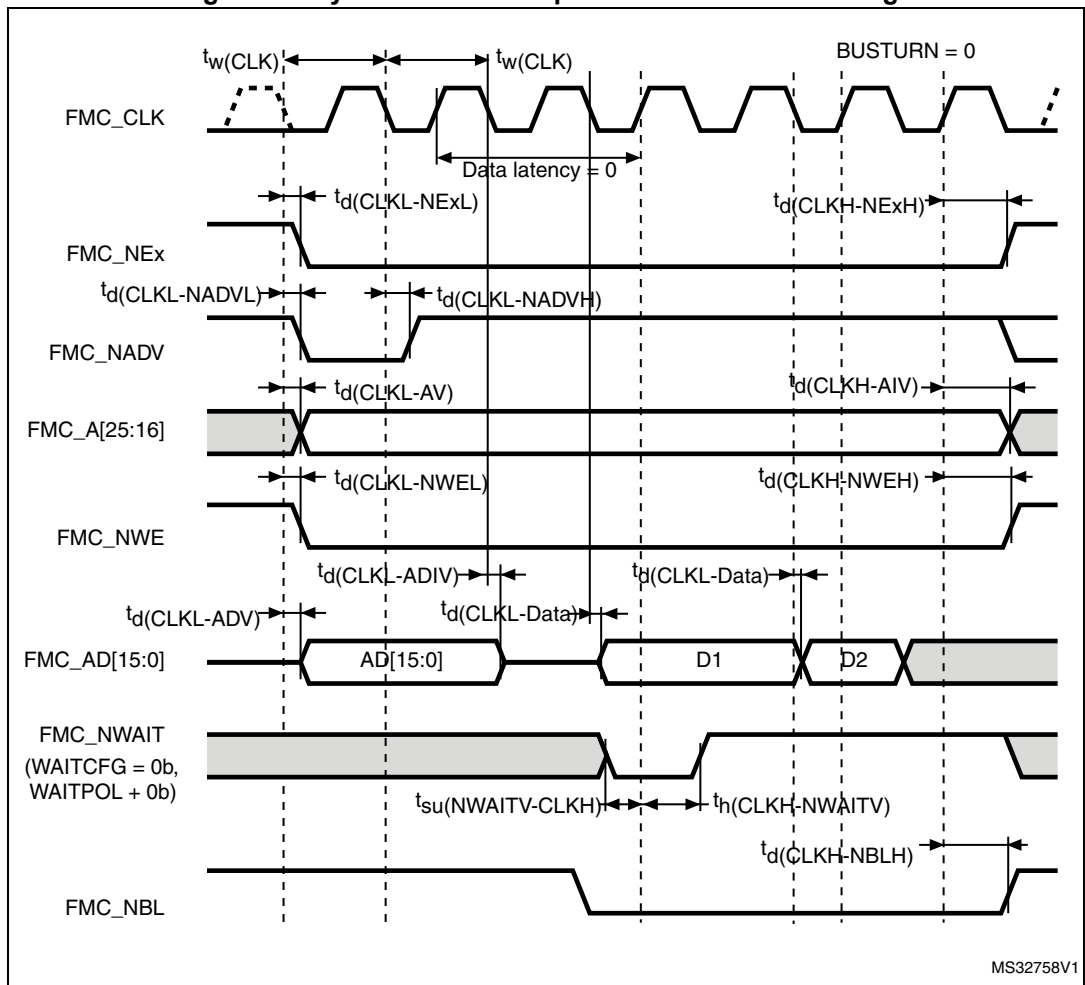 tw(CLK)
tw(CLK)
BUSTURN = 0
FMC_CLK
Data latency = 0
td(CLKL-NExL)
td(CLKH-NExH)
FMC_NEx
td(CLKL-NADVL)
td(CLKL-NADVH)
FMC_NADV
td(CLKL-AV)
td(CLKH-AIV)
FMC_A[25:16]
td(CLKL-NWEL)
td(CLKH-NWEH)
FMC_NWE
td(CLKL-ADIV)
td(CLKL-Data)
td(CLKL-ADV)
td(CLKL-Data)
FMC_AD[15:0]
AD[15:0]
D1
D2
FMC_NWAIT
(WAITCFG = 0b,
WAITPOL + 0b)
tsu(NWAITV-CLKH)
th(CLKH-NWAITV)
td(CLKH-NBLH)
FMC_NBL
MS32758V1